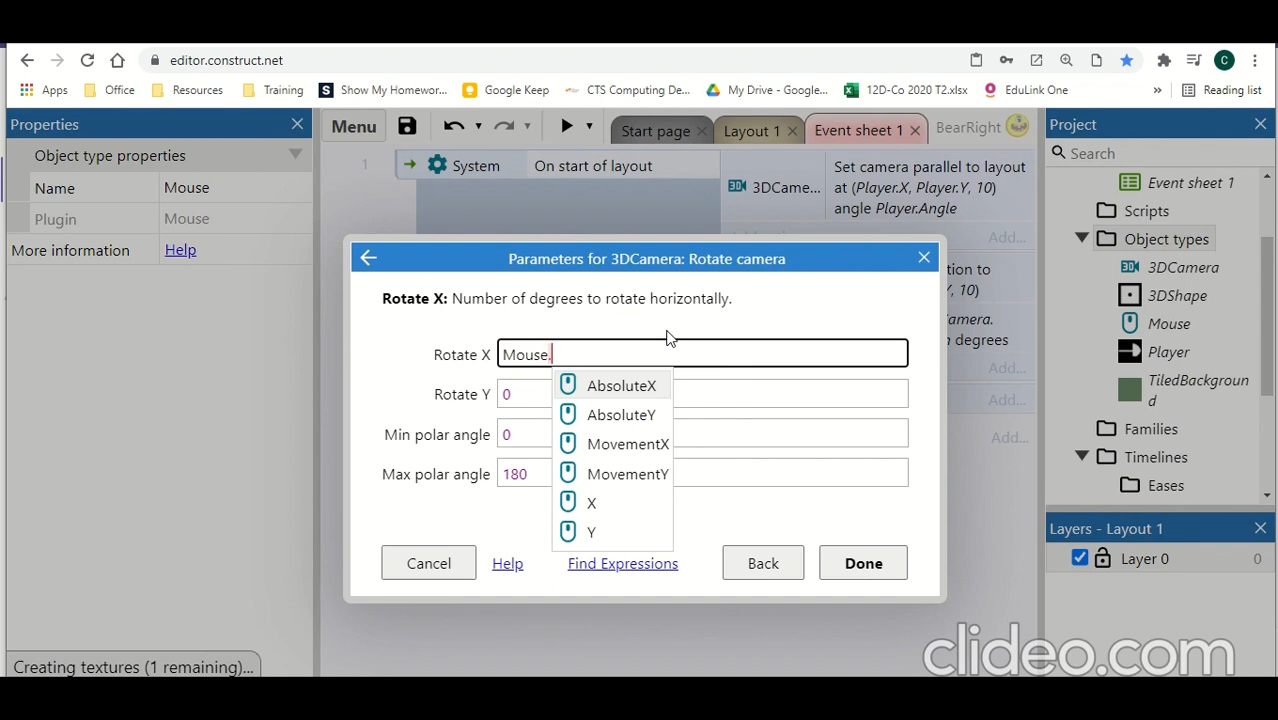 editor.construct.net
C
Apps
Office
Resources
Training
S
Show My Homewor...
Google Keep
CTS Computing De...
My Drive - Google...
12D-Co 2020 T2.xlsx
EduLink One
»
Reading list
Properties
Menu
Start page
Layout 1
Event sheet 1
BearRight
Project
Object type properties
Name Mouse
Plugin Mouse
More information Help
1
System
On start of layout
3DCame...
Set camera parallel to layout
at (Player.X, Player.Y, 10)
angle Player.Angle
Add...
tion to
Y, 10)
amera.
n degrees
Add...
Add...
Add...
Parameters for 3DCamera: Rotate camera
Rotate X: Number of degrees to rotate horizontally.
Rotate X Mouse.
Rotate Y 0
Min polar angle 0
Max polar angle 180
AbsoluteX
AbsoluteY
MovementX
MovementY
X
Y
Cancel
Help
Find Expressions
Back
Done
Search
Event sheet 1
Scripts
Object types
3DCamera
3DShape
Mouse
Player
TiledBackgroun
d
Families
Timelines
Eases
Layers - Layout 1
Layer 0 0
Creating textures (1 remaining)...
clideo.com